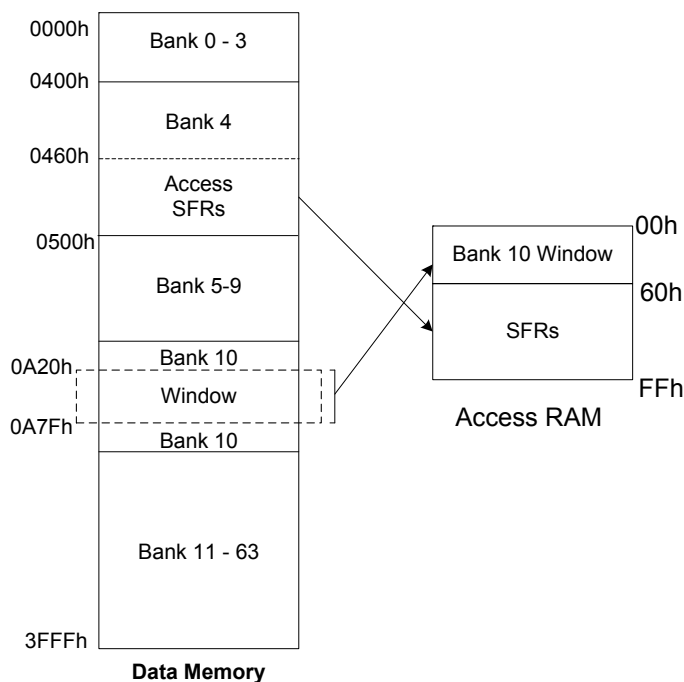 0000h
Bank 0 - 3
0400h
Bank 4
0460h
Access
SFRs
0500h
Bank 5-9
Bank 10
0A20h
Window
0A7Fh
Bank 10
Bank 11 - 63
3FFFh
Data Memory
00h
Bank 10 Window
60h
SFRs
FFh
Access RAM